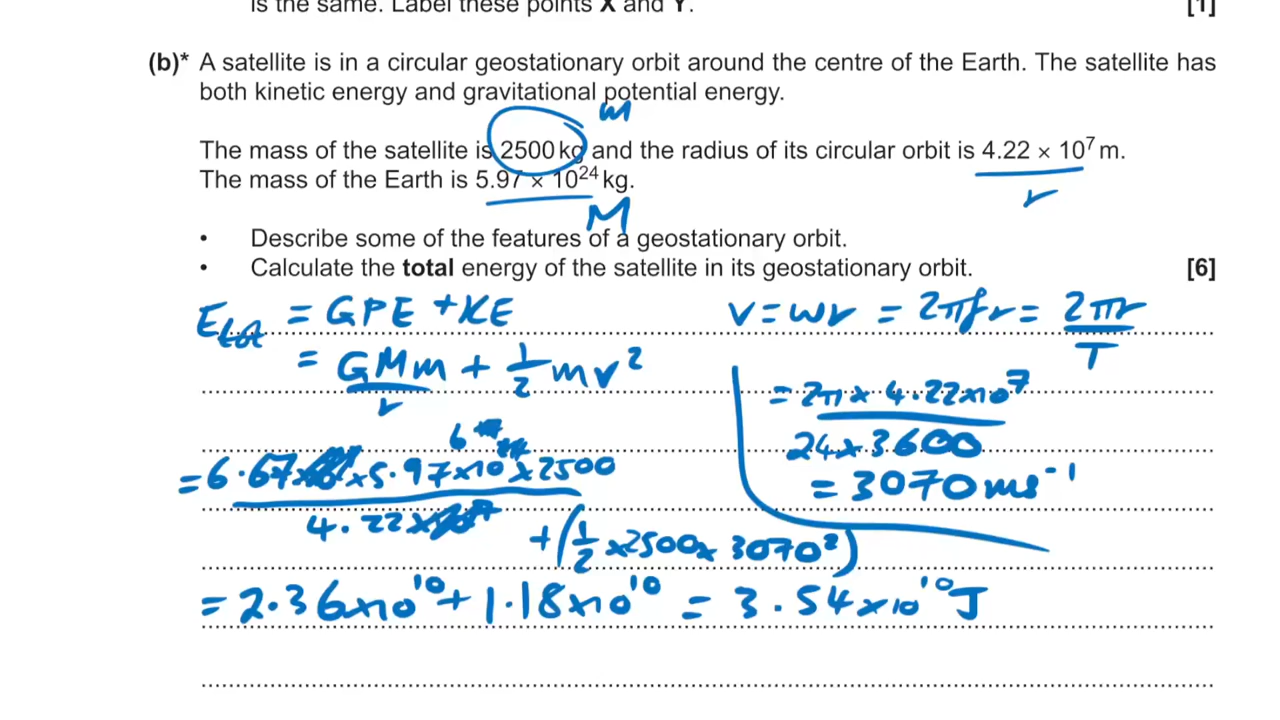 is the same. Label these points X and Y. [1]
(b)* A satellite is in a circular geostationary orbit around the centre of the Earth. The satellite has
both kinetic energy and gravitational potential energy.
m
The mass of the satellite is 2500 kg and the radius of its circular orbit is 4.22 × 10⁷ m.
The mass of the Earth is 5.97 × 10²⁴ kg.
M r
• Describe some of the features of a geostationary orbit.
• Calculate the total energy of the satellite in its geostationary orbit. [6]
E_tot = GPE + KE
= GMm/r + 1/2 mv²
= 6.67 × 5.97×10⁶ × 2500 / 4.22
+ (1/2 × 2500 × 3070²)
= 2.36×10¹⁰ + 1.18×10¹⁰ = 3.54×10¹⁰ J
v = ωr = 2πfr = 2πr/T
= 2π × 4.22×10⁷ / 24×3600
= 3070 ms⁻¹